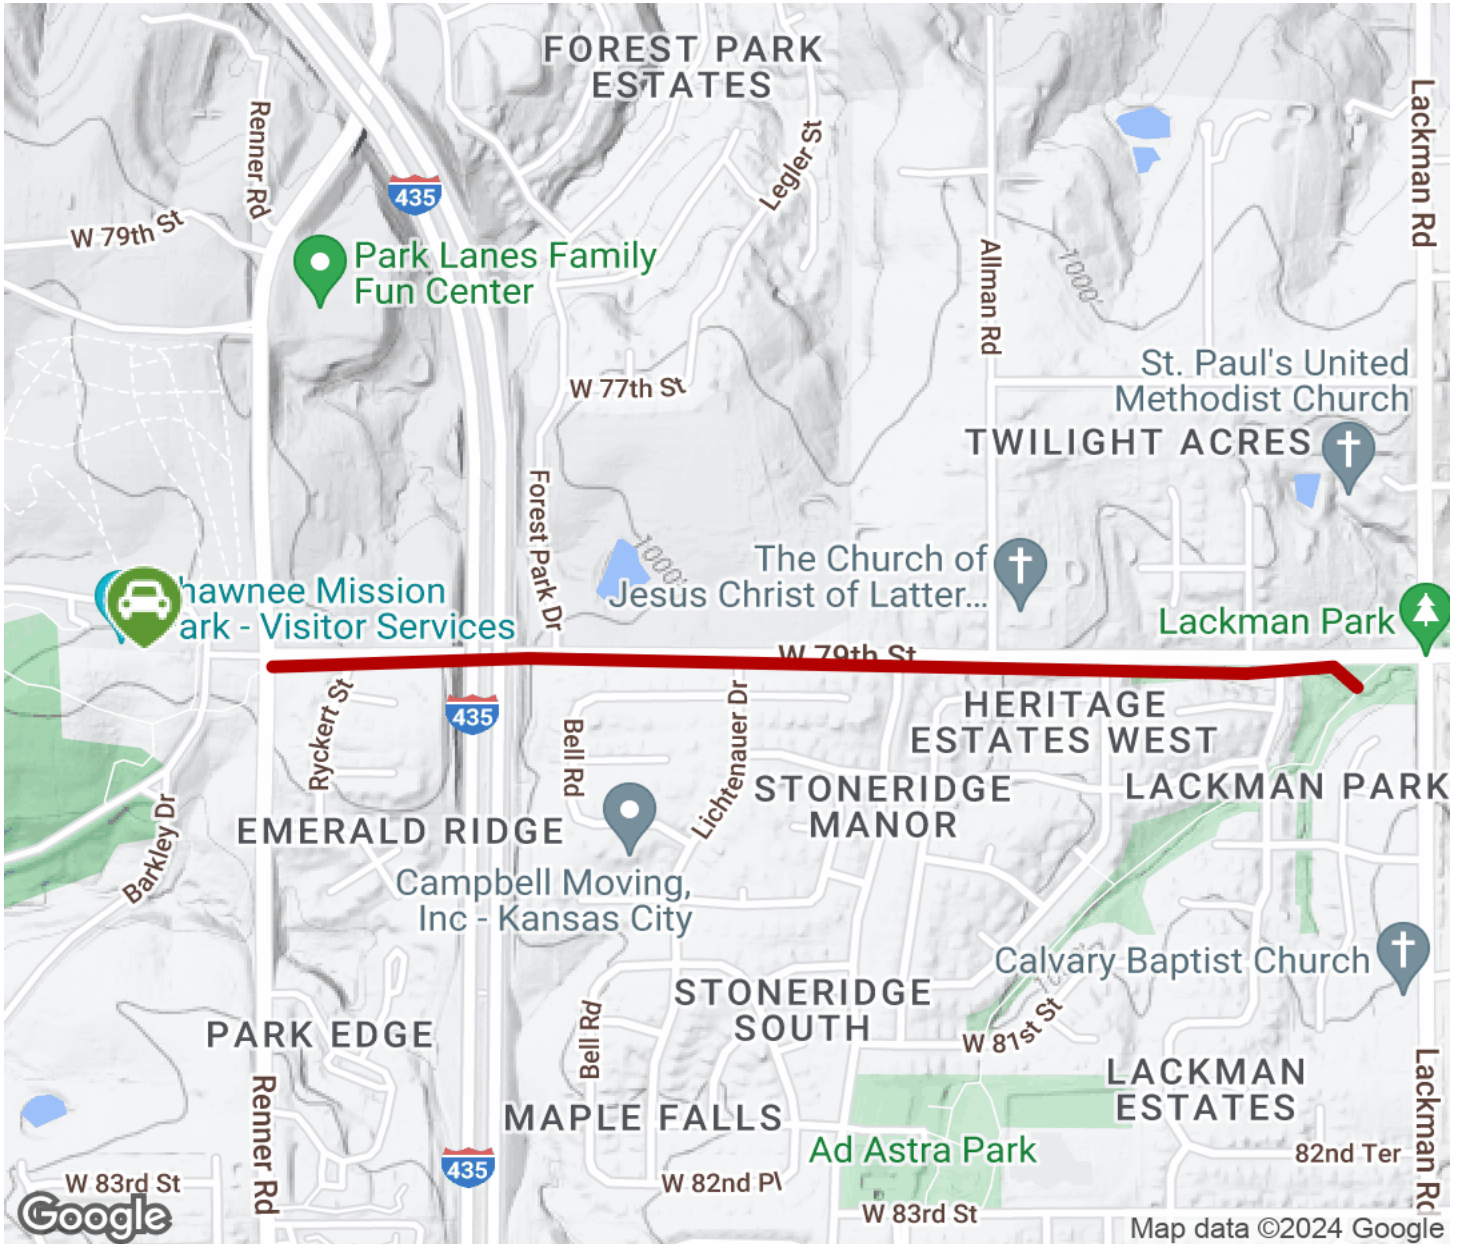 FOREST PARK
ESTATES
Renner Rd
Legler St
Lackman Rd
435
W 79th St
Allman Rd
Park Lanes Family
Fun Center
1000'
St. Paul's United
Methodist Church
W 77th St
TWILIGHT ACRES
Forest Park Dr
1000'
The Church of
Jesus Christ of Latter...
hawnee Mission
ark - Visitor Services
Lackman Park
W 79th St
435
Ryckert St
Bell Rd
Lichtenauer Dr
HERITAGE
ESTATES WEST
STONERIDGE
MANOR
LACKMAN PARK
EMERALD RIDGE
Barkley Dr
Campbell Moving,
Inc - Kansas City
Calvary Baptist Church
STONERIDGE
SOUTH
W 81st St
PARK EDGE
Bell Rd
LACKMAN
ESTATES
Renner Rd
Lackman Rd
MAPLE FALLS
Ad Astra Park
82nd Ter
435
W 83rd St
W 82nd Pl
W 83rd St
Google
Map data ©2024 Google